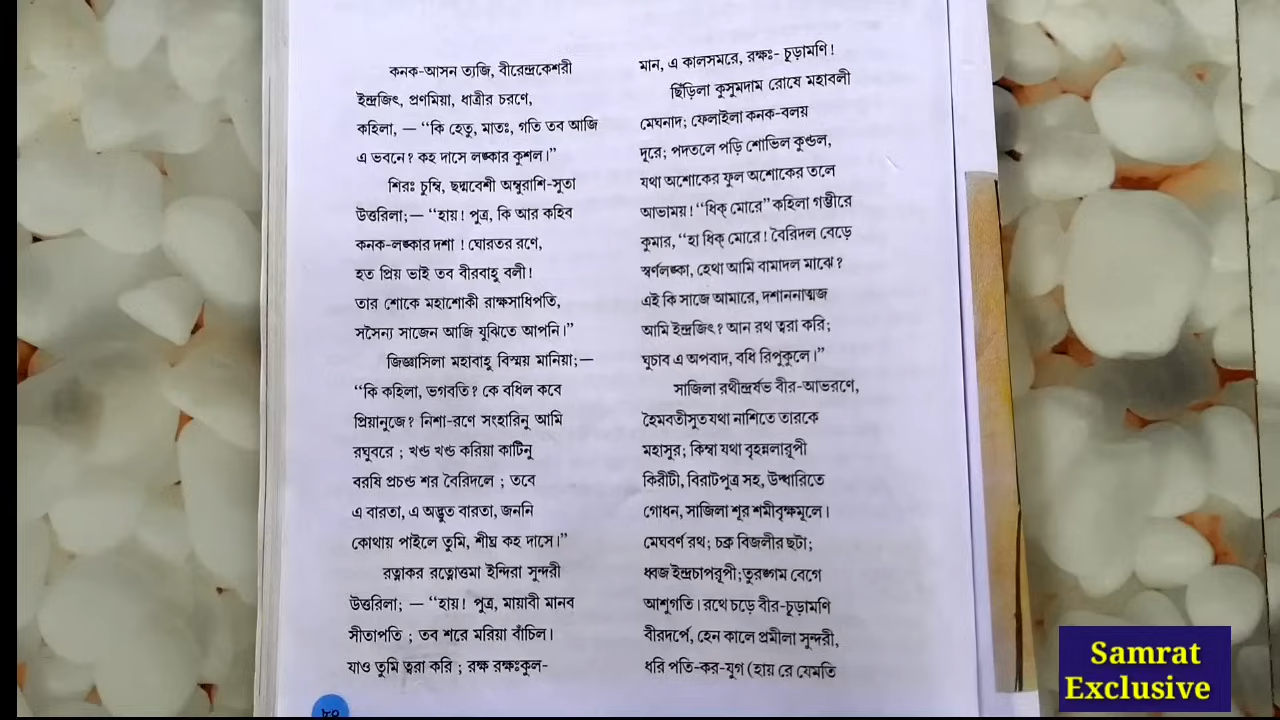 কনক-আসন ত্যজি, বীরেন্দ্রকেশরী
ইন্দ্রজিৎ, প্রণমিয়া, ধাত্রীর চরণে,
কহিলা, — “কি হেতু, মাতঃ, গতি তব আজি
এ ভবনে? কহ দাসে লঙ্কার কুশল।”
শিরঃ চুম্বি, ছদ্মবেশী অম্বুরাশি-সুতা
উত্তরিলা;— “হায়! পুত্র, কি আর কহিব
কনক-লঙ্কার দশা ! ঘোরতর রণে,
হত প্রিয় ভাই তব বীরবাহু বলী!
তার শোকে মহাশোকী রাক্ষসাধিপতি,
সসৈন্য সাজেন আজি যুঝিতে আপনি।”
জিজ্ঞাসিলা মহাবাহু বিস্ময় মানিয়া;—
“কি কহিলা, ভগবতি? কে বধিল কবে
প্রিয়ানুজে? নিশা-রণে সংহারিনু আমি
রঘুবরে ; খণ্ড খণ্ড করিয়া কাটিনু
বরষি প্রচণ্ড শর বৈরিদলে ; তবে
এ বারতা, এ অদ্ভুত বারতা, জননি
কোথায় পাইলে তুমি, শীঘ্র কহ দাসে।”
রত্নাকর রত্নোত্তমা ইন্দিরা সুন্দরী
উত্তরিলা; — “হায়! পুত্র, মায়াবী মানব
সীতাপতি ; তব শরে মরিয়া বাঁচিল।
যাও তুমি ত্বরা করি ; রক্ষ রক্ষঃকুল-
৮০
মান, এ কালসমরে, রক্ষঃ- চূড়ামণি!
ছিঁড়িলা কুসুমদাম রোষে মহাবলী
মেঘনাদ; ফেলাইলা কনক-বলয়
দূরে; পদতলে পড়ি শোভিল কুণ্ডল,
যথা অশোকের ফুল অশোকের তলে
আভাময়! “ধিক্ মোরে” কহিলা গম্ভীরে
কুমার, “হা ধিক্ মোরে! বৈরিদল বেড়ে
স্বর্ণলঙ্কা, হেথা আমি বামাদল মাঝে?
এই কি সাজে আমারে, দশাননাত্মজ
আমি ইন্দ্রজিৎ? আন রথ ত্বরা করি;
ঘুচাব এ অপবাদ, বধি রিপুকুলে।”
সাজিলা রথীন্দ্রর্ষভ বীর-আভরণে,
হৈমবতীসুত যথা নাশিতে তারকে
মহাসুর; কিম্বা যথা বৃহন্নলারূপী
কিরীটী, বিরাটপুত্র সহ, উদ্ধারিতে
গোধন, সাজিলা শূর শমীবৃক্ষমূলে।
মেঘবর্ণ রথ; চক্র বিজলীর ছটা;
ধ্বজ ইন্দ্রচাপরূপী; তুরঙ্গম বেগে
আশুগতি। রথে চড়ে বীর-চূড়ামণি
বীরদর্পে, হেন কালে প্রমীলা সুন্দরী,
ধরি পতি-কর-যুগ (হায় রে যেমতি
Samrat
Exclusive